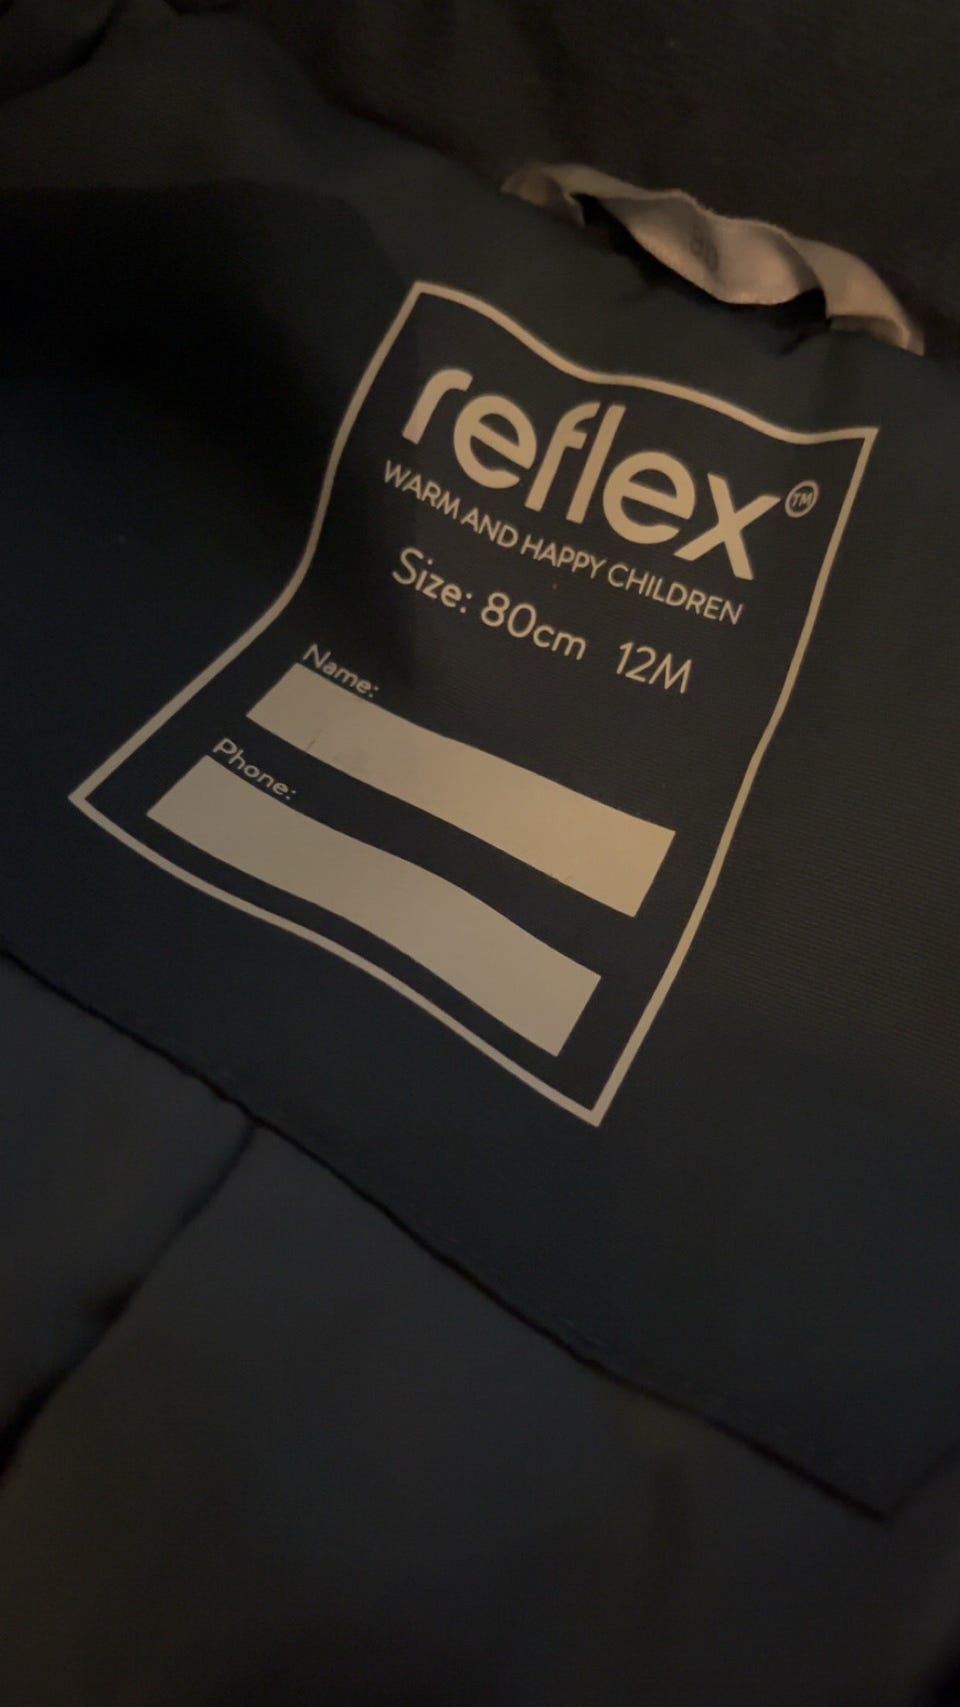 reflex™
WARM AND HAPPY CHILDREN
Size: 80cm 12M
Name:
Phone: